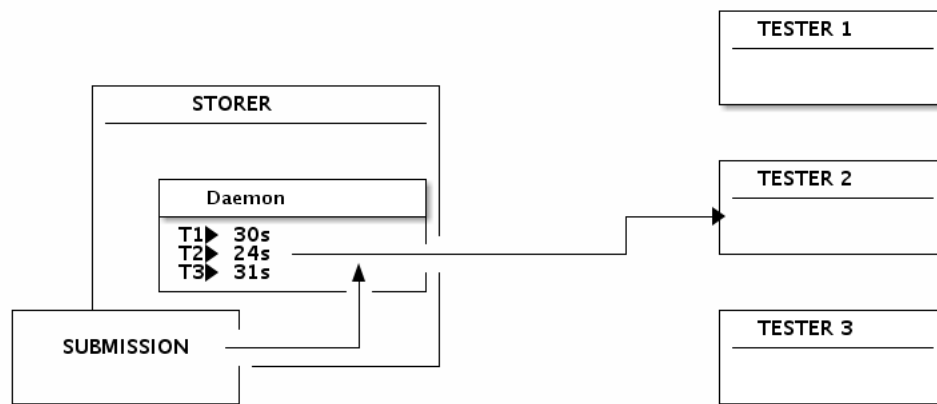 TESTER 1
STORER
Daemon
T1▶ 30s
T2▶ 24s
T3▶ 31s
TESTER 2
SUBMISSION
TESTER 3